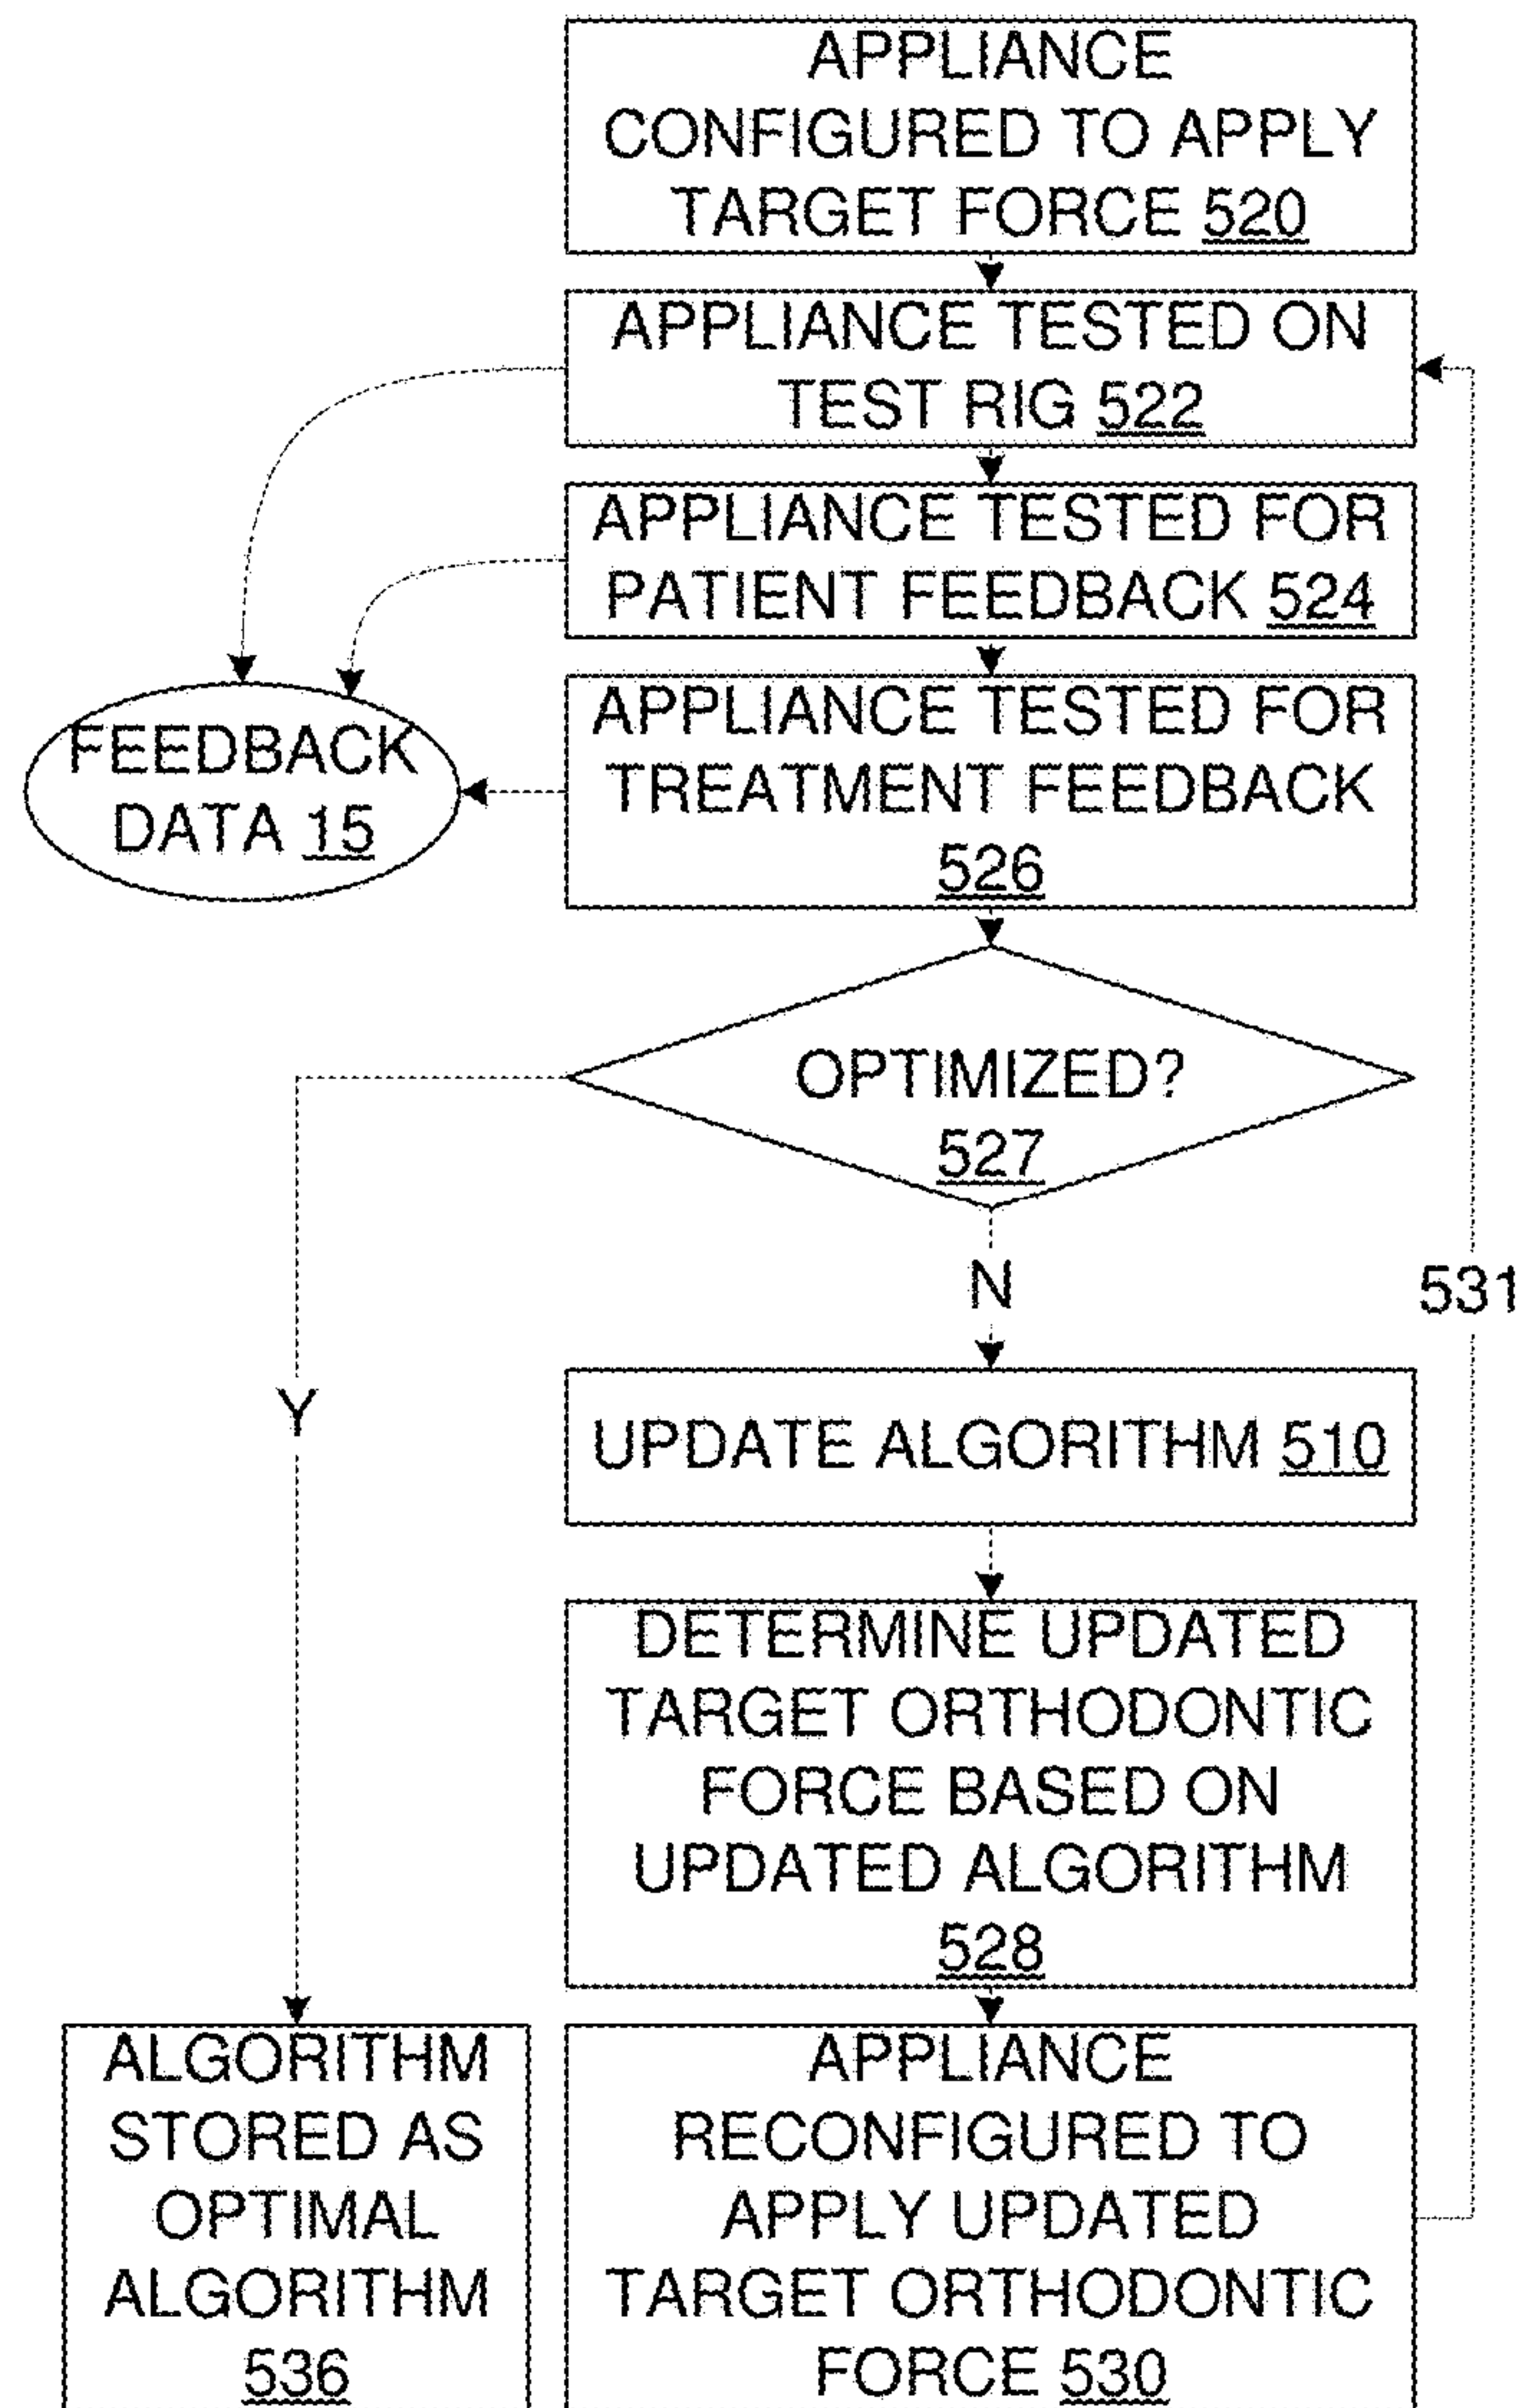 APPLIANCE
CONFIGURED TO APPLY
TARGET FORCE 520
APPLIANCE TESTED ON
TEST RIG 522
APPLIANCE TESTED FOR
PATIENT FEEDBACK 524
APPLIANCE TESTED FOR
TREATMENT FEEDBACK
526
FEEDBACK
DATA 15
OPTIMIZED?
527
N
531
Y
UPDATE ALGORITHM 510
DETERMINE UPDATED
TARGET ORTHODONTIC
FORCE BASED ON
UPDATED ALGORITHM
528
ALGORITHM
STORED AS
OPTIMAL
ALGORITHM
536
APPLIANCE
RECONFIGURED TO
APPLY UPDATED
TARGET ORTHODONTIC
FORCE 530